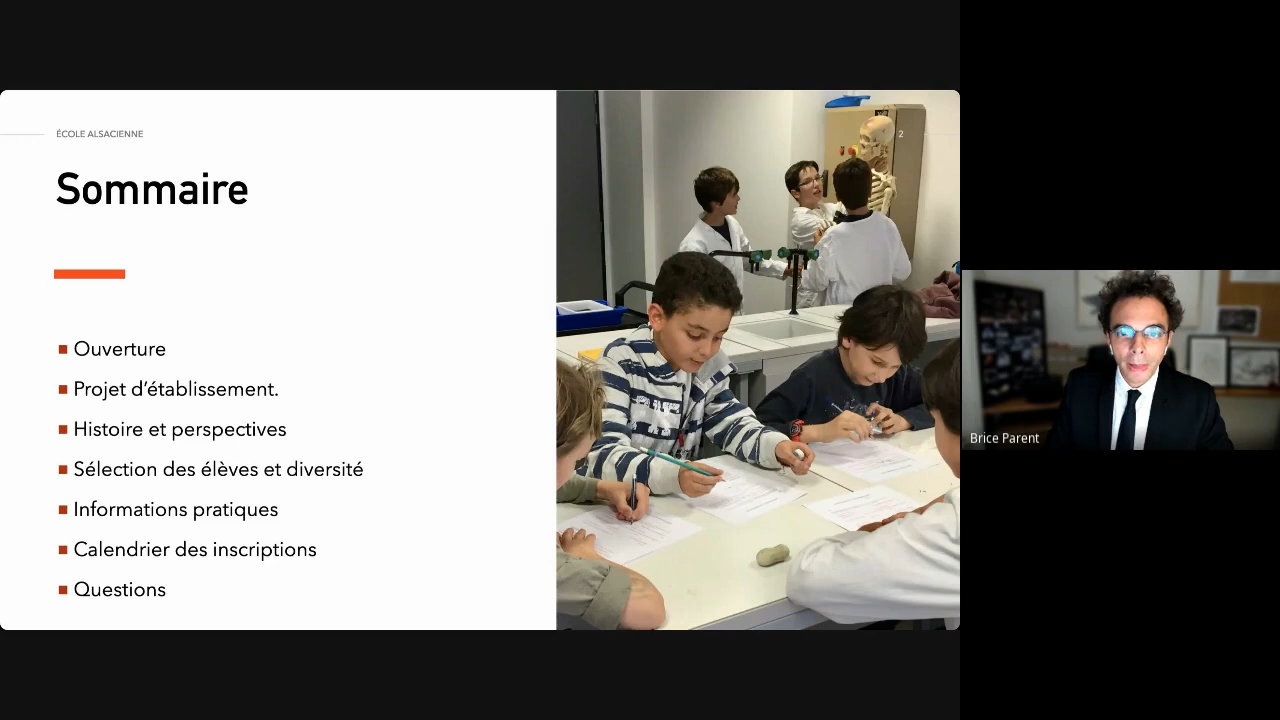 ÉCOLE ALSACIENNE
2
Sommaire
Ouverture
Projet d’établissement.
Histoire et perspectives
Sélection des élèves et diversité
Informations pratiques
Calendrier des inscriptions
Questions
Brice Parent